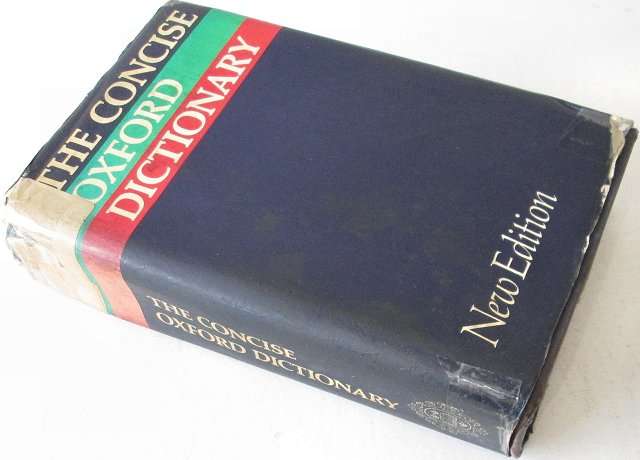 THE CONCISE
OXFORD
DICTIONARY
New Edition
THE CONCISE
OXFORD DICTIONARY